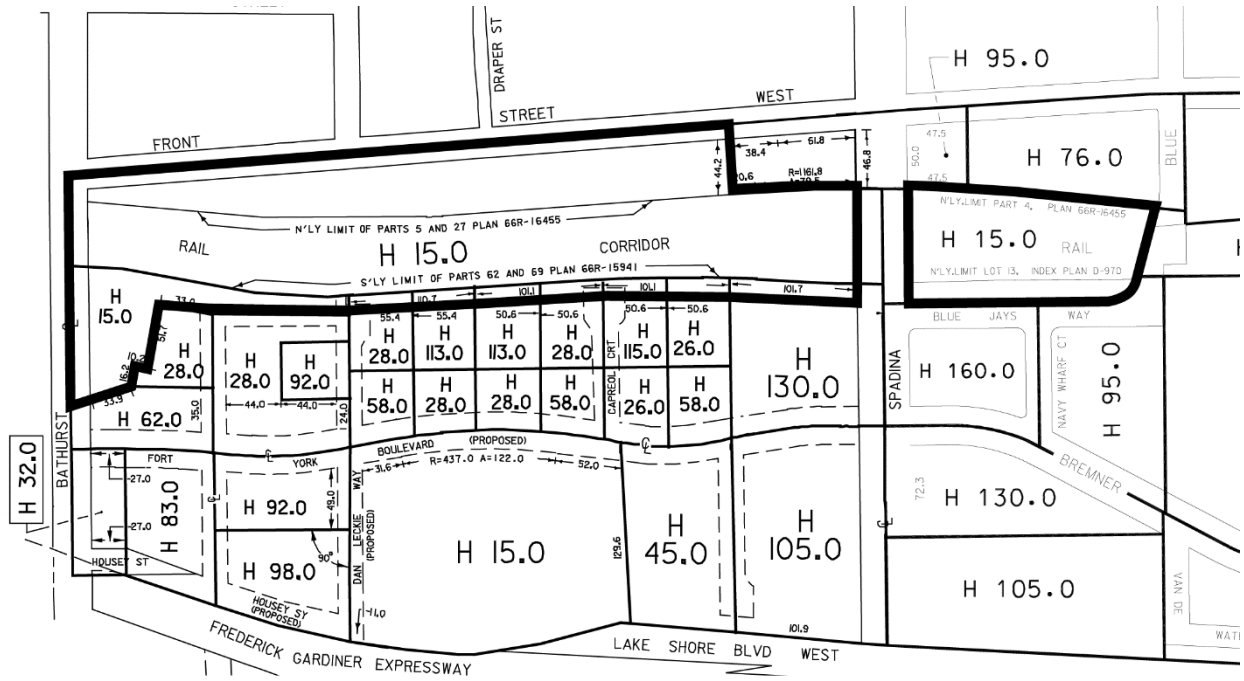 DRAPER ST
H 95.0
WEST
STREET
FRONT
61.8
38.4
47.5
50.0
47.5
44.2
46.8
H 76.0
BLUE
20.6
R=1161.8
N'LY LIMIT OF PARTS 5 AND 27 PLAN 66R-16455
N'LY.LIMIT PART 4, PLAN 66R-16455
RAIL
H 15.0
CORRIDOR
H 15.0
RAIL
S'LY LIMIT OF PARTS 62 AND 69 PLAN 66R-15941
N'LY.LIMIT LOT 13, INDEX PLAN D-970
H
15.0
33.0
51.7
10.2
16.2
33.9
110.7
101.1
101.1
101.7
55.4
55.4
50.6
50.6
50.6
50.6
H
28.0
H
28.0
H
92.0
44.0
44.0
24.0
35.0
H
28.0
H
113.0
H
113.0
H
28.0
CAPREOL CRT
H
115.0
H
26.0
H
130.0
SPADINA
BLUE JAYS WAY
H 160.0
NAVY WHARF CT
H 95.0
H 62.0
H
58.0
H
28.0
H
28.0
H
58.0
H
26.0
H
58.0
BATHURST
H 32.0
FORT YORK BOULEVARD (PROPOSED)
BREMNER
31.6
R=437.0 A=122.0
52.0
27.0
27.0
H 83.0
H 92.0
49.0
DAN LECKIE WAY
(PROPOSED)
72.3
H 130.0
HOUSEY ST
90°
H 98.0
H 15.0
129.6
H
45.0
H
105.0
H 105.0
HOUSEY SY
(PROPOSED)
11.0
VAN DE
FREDERICK GARDINER EXPRESSWAY
LAKE SHORE BLVD WEST
101.9
WAT